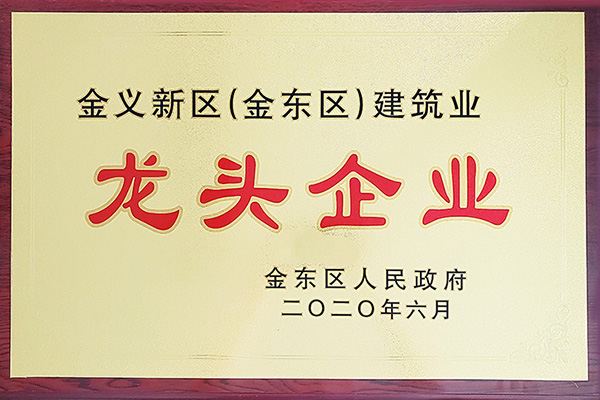 金义新区(金东区)建筑业
龙头企业
金东区人民政府
二〇二〇年六月